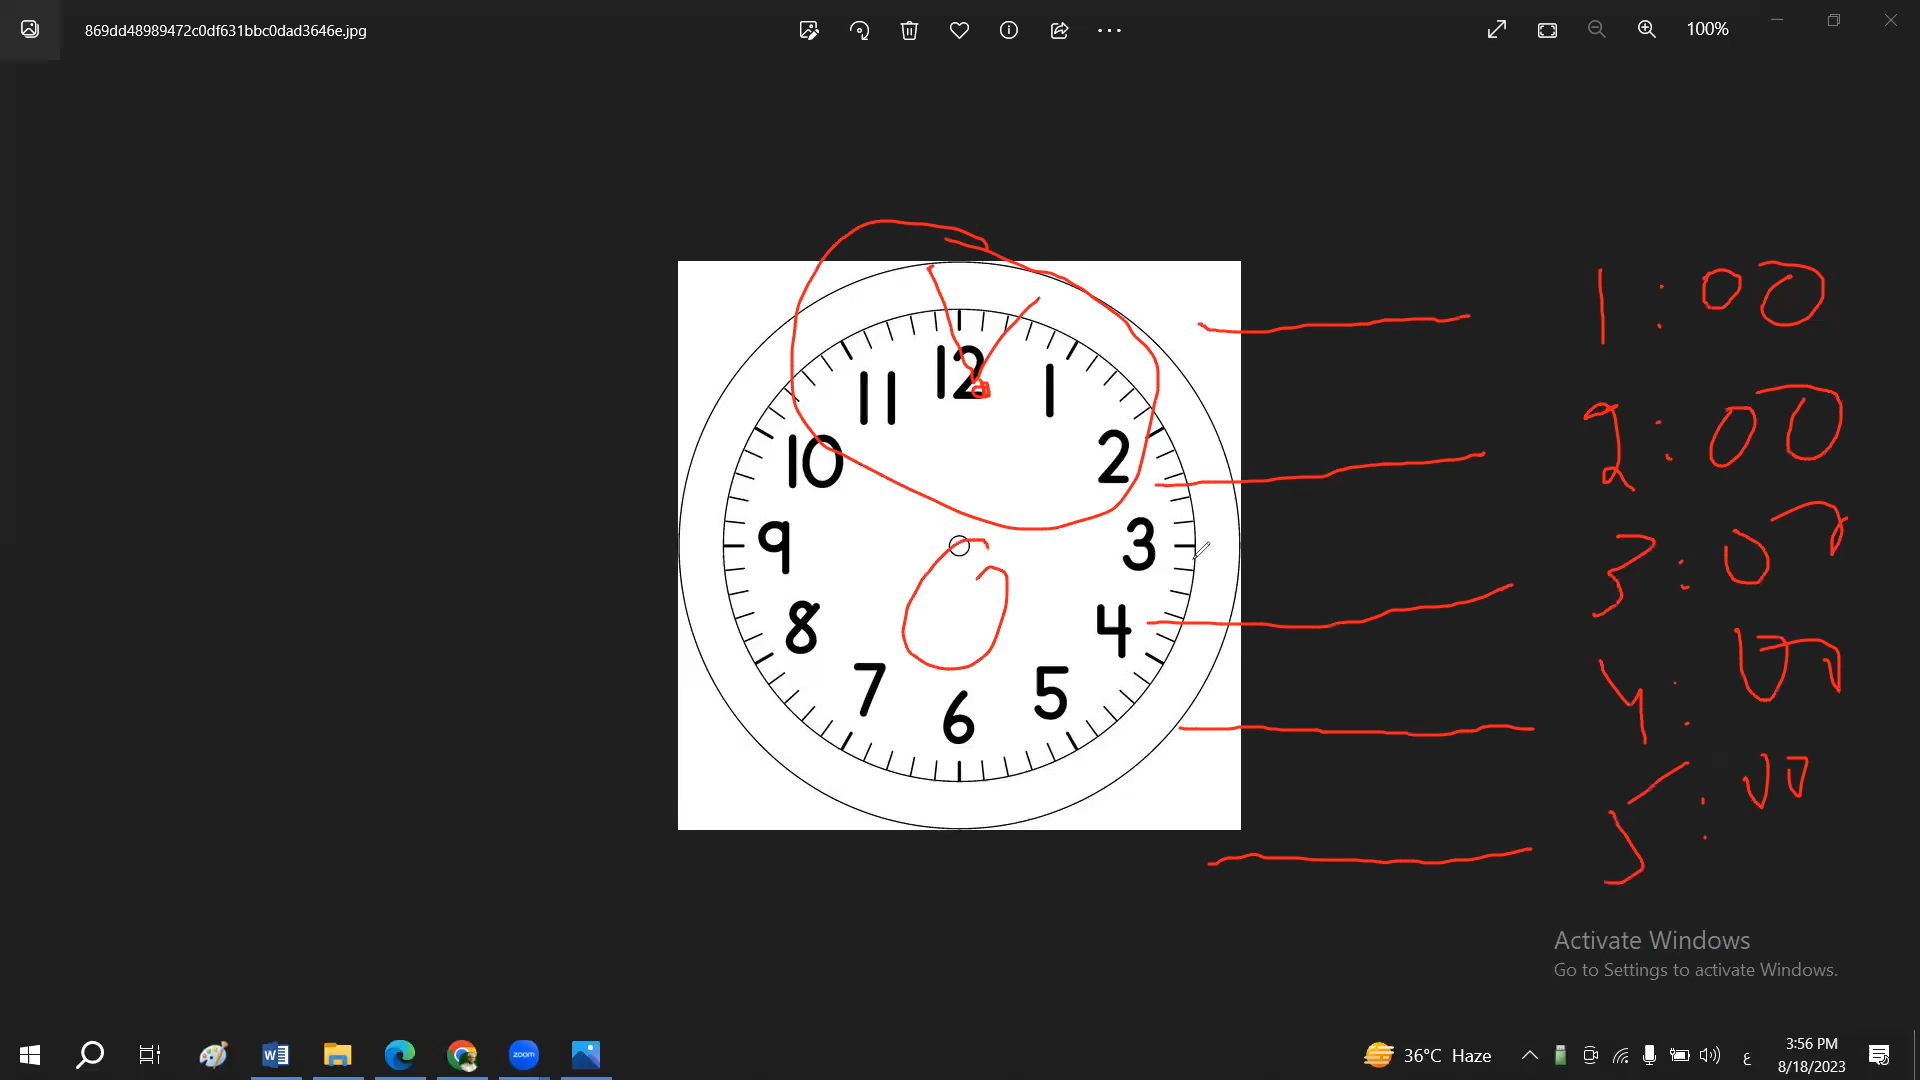 869dd48989472c0df631bbc0dad3646e.jpg
100%
12
11
1
10
2
9
3
8
4
7
5
6
1:00
2:00
3:00
4:00
5:00
Activate Windows
Go to Settings to activate Windows.
W
zoom
36°C Haze
ع
3:56 PM
8/18/2023